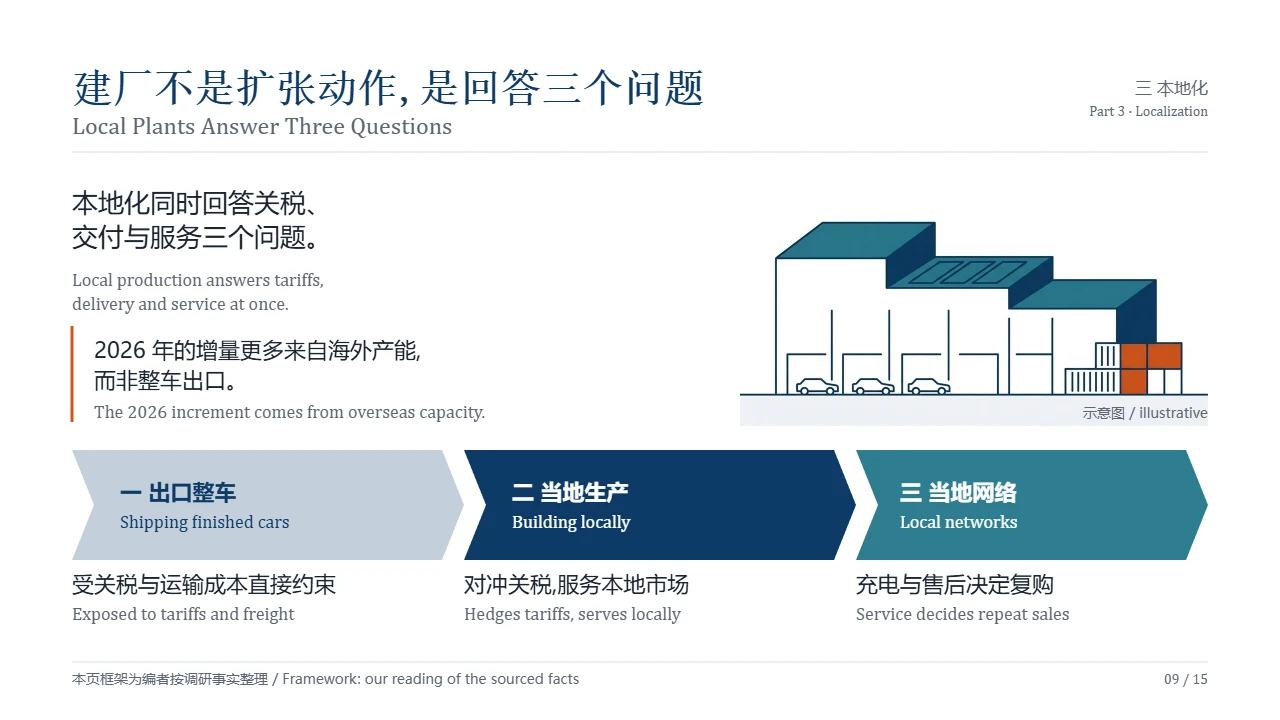 建厂不是扩张动作, 是回答三个问题
Local Plants Answer Three Questions
三 本地化
Part 3 · Localization
本地化同时回答关税、
交付与服务三个问题。
Local production answers tariffs,
delivery and service at once.
2026 年的增量更多来自海外产能,
而非整车出口。
The 2026 increment comes from overseas capacity.
示意图 / illustrative
一 出口整车
Shipping finished cars
受关税与运输成本直接约束
Exposed to tariffs and freight
二 当地生产
Building locally
对冲关税,服务本地市场
Hedges tariffs, serves locally
三 当地网络
Local networks
充电与售后决定复购
Service decides repeat sales
本页框架为编者按调研事实整理 / Framework: our reading of the sourced facts
09 / 15